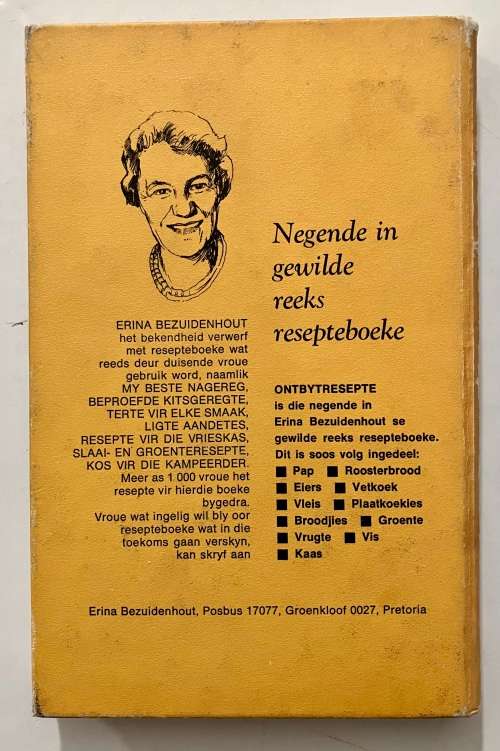 Negende in
gewilde
reeks
resepteboeke
ERINA BEZUIDENHOUT
het bekendheid verwerf
met resepteboeke wat
reeds deur duisende vroue
gebruik word, naamlik
MY BESTE NAGEREG,
BEPROEFDE KITSGEREGTE,
TERTE VIR ELKE SMAAK,
LIGTE AANDETES,
RESEPTE VIR DIE VRIESKAS,
SLAAI- EN GROENTERESEPTE,
KOS VIR DIE KAMPEERDER.
Meer as 1 000 vroue het
resepte vir hierdie boeke
bygedra.
Vroue wat ingelig wil bly oor
resepteboeke wat in die
toekoms gaan verskyn,
kan skryf aan
ONTBYTRESEPTE
is die negende in
Erina Bezuidenhout se
gewilde reeks resepteboeke.
Dit is soos volg ingedeel:
■ Pap ■ Roosterbrood
■ Eiers ■ Vetkoek
■ Vleis ■ Plaatkoekies
■ Broodjies ■ Groente
■ Vrugte ■ Vis
■ Kaas
Erina Bezuidenhout, Posbus 17077, Groenkloof 0027, Pretoria